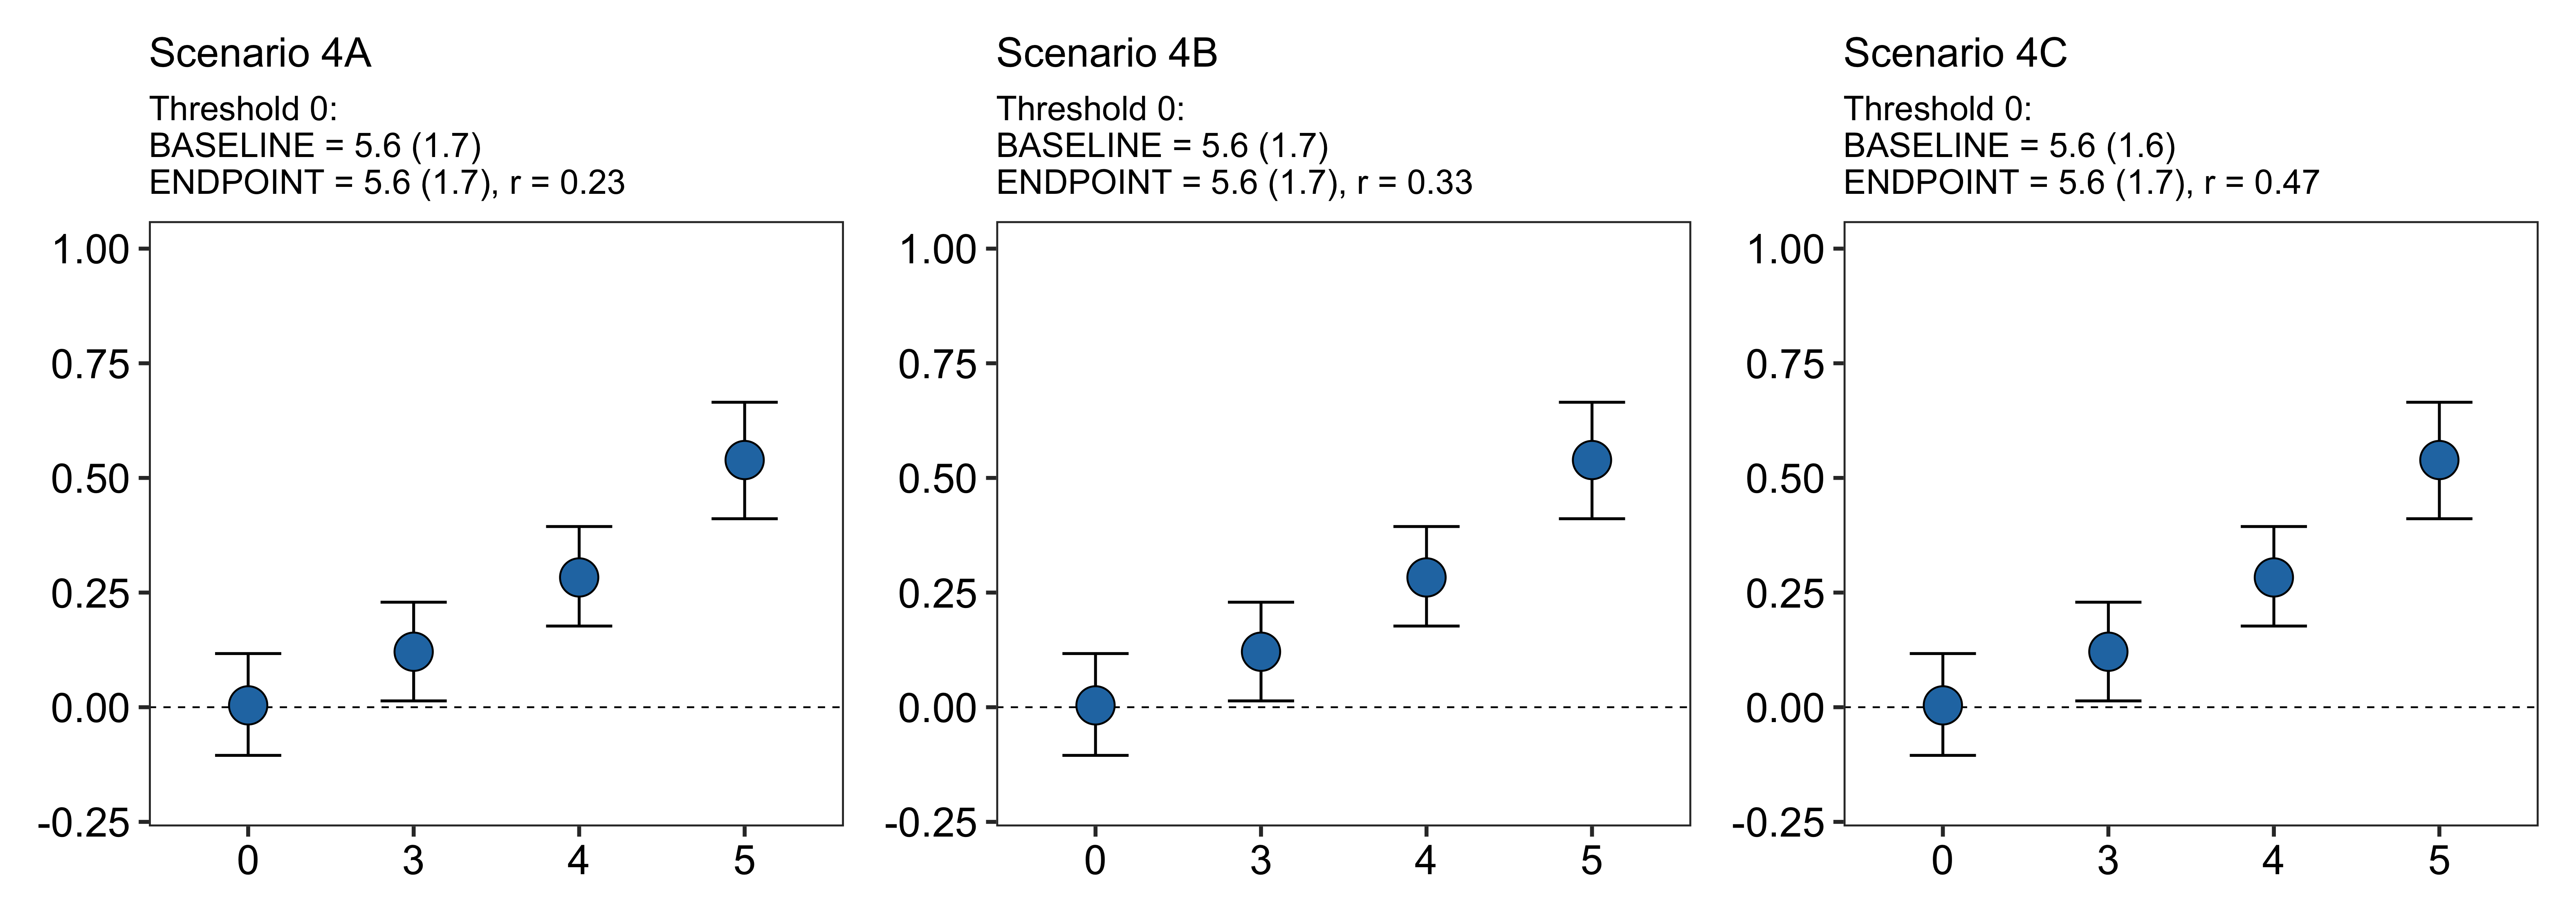 Scenario 4A
Threshold 0:
BASELINE = 5.6 (1.7)
ENDPOINT = 5.6 (1.7), r = 0.23
1.00
0.75
0.50
0.25
0.00
-0.25
0 3 4 5
Scenario 4B
Threshold 0:
BASELINE = 5.6 (1.7)
ENDPOINT = 5.6 (1.7), r = 0.33
1.00
0.75
0.50
0.25
0.00
-0.25
0 3 4 5
Scenario 4C
Threshold 0:
BASELINE = 5.6 (1.6)
ENDPOINT = 5.6 (1.7), r = 0.47
1.00
0.75
0.50
0.25
0.00
-0.25
0 3 4 5